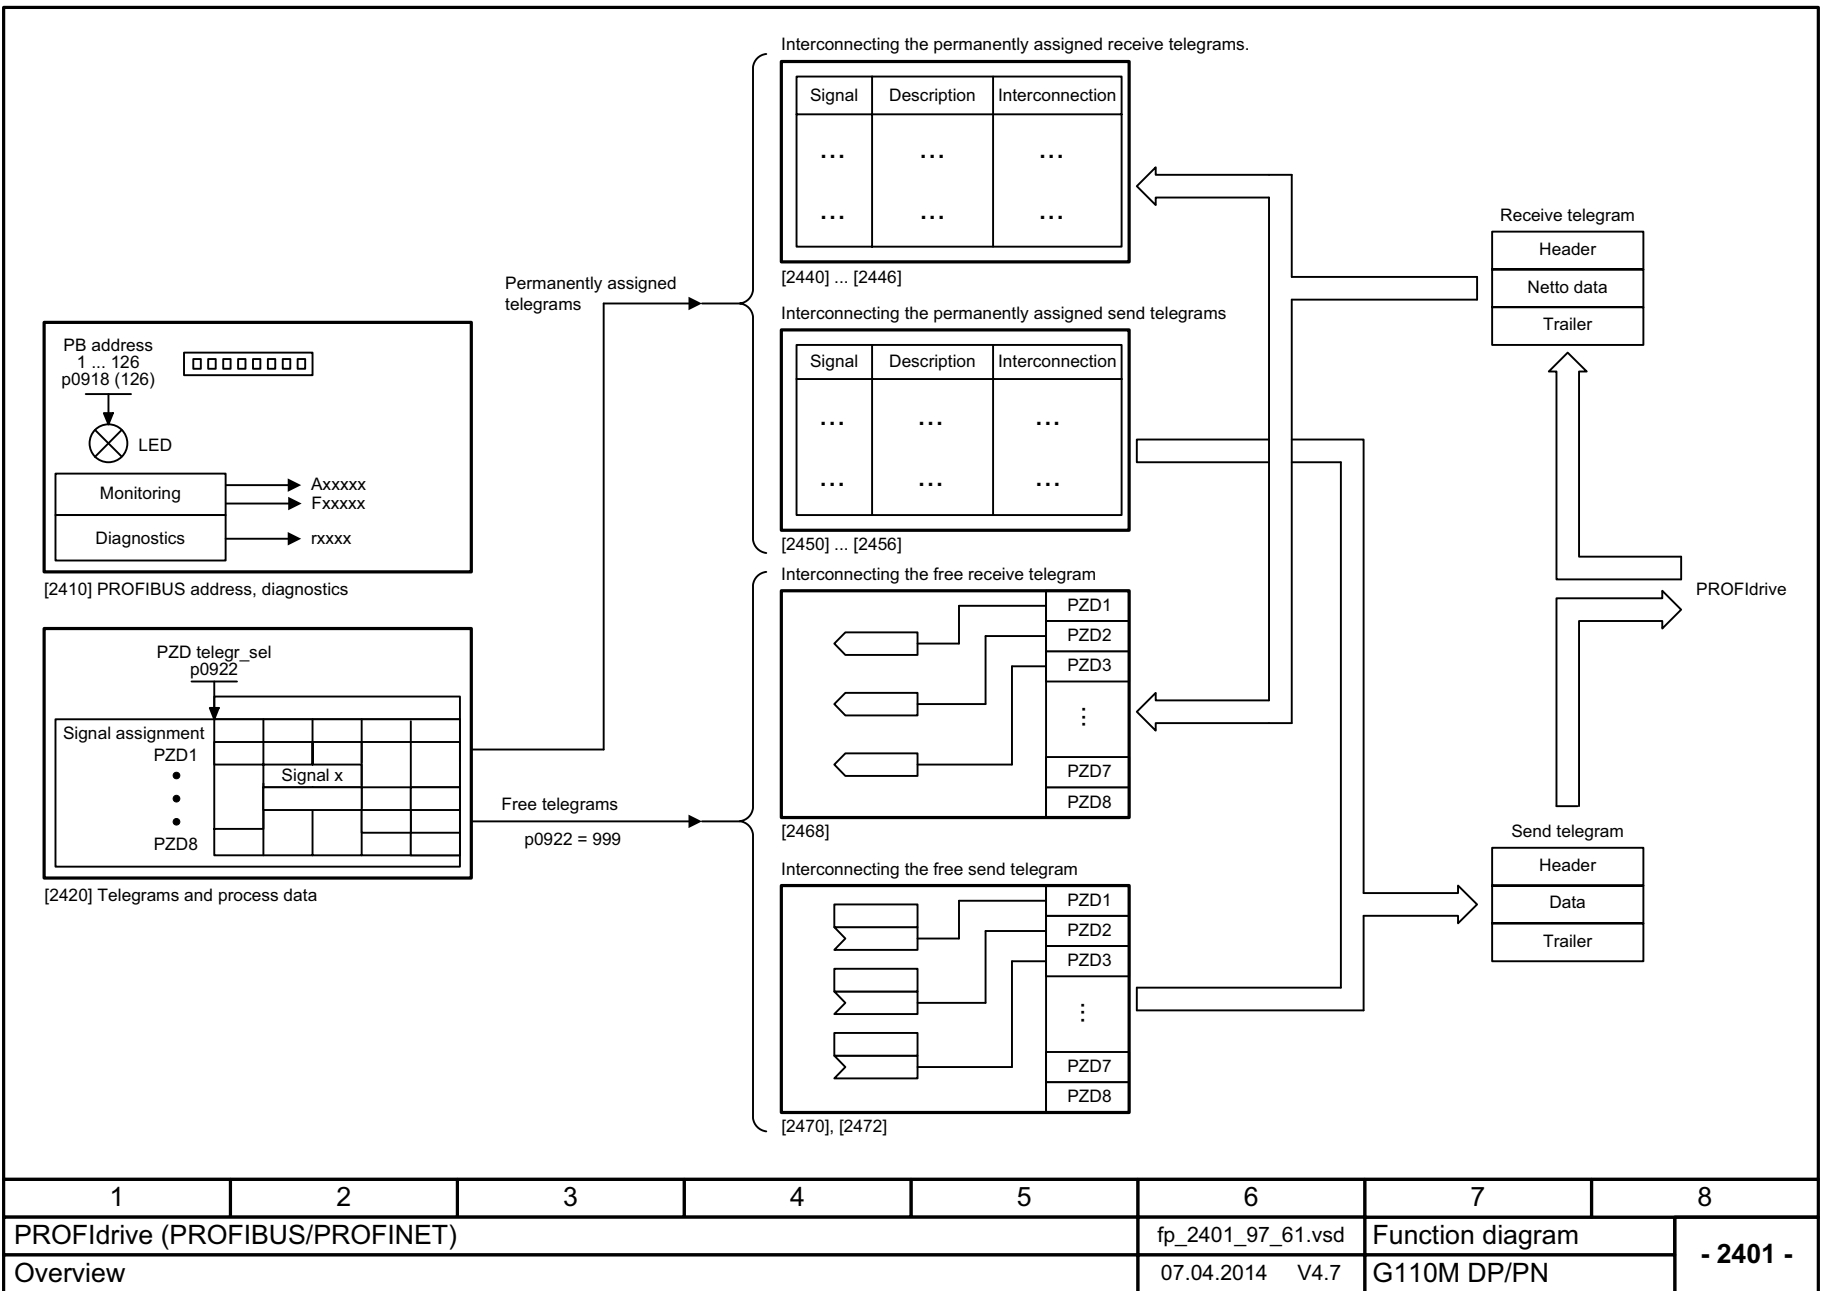 Interconnecting the permanently assigned receive telegrams.
Signal Description Interconnection
... ... ...
... ... ...
[2440] ... [2446]
Permanently assigned
telegrams
Interconnecting the permanently assigned send telegrams
Signal Description Interconnection
... ... ...
... ... ...
[2450] ... [2456]
PB address
1 ... 126
p0918 (126)
LED
Monitoring
Axxxxx
Fxxxxx
Diagnostics
rxxxx
[2410] PROFIBUS address, diagnostics
PZD telegr_sel
p0922
Signal assignment
PZD1
Signal x
PZD8
[2420] Telegrams and process data
Free telegrams
p0922 = 999
Interconnecting the free receive telegram
PZD1
PZD2
PZD3
⋮
PZD7
PZD8
[2468]
Interconnecting the free send telegram
PZD1
PZD2
PZD3
⋮
PZD7
PZD8
[2470], [2472]
Receive telegram
Header
Netto data
Trailer
PROFIdrive
Send telegram
Header
Data
Trailer
1 2 3 4 5 6 7 8
PROFIdrive (PROFIBUS/PROFINET) fp_2401_97_61.vsd Function diagram
- 2401 -
Overview 07.04.2014 V4.7 G110M DP/PN